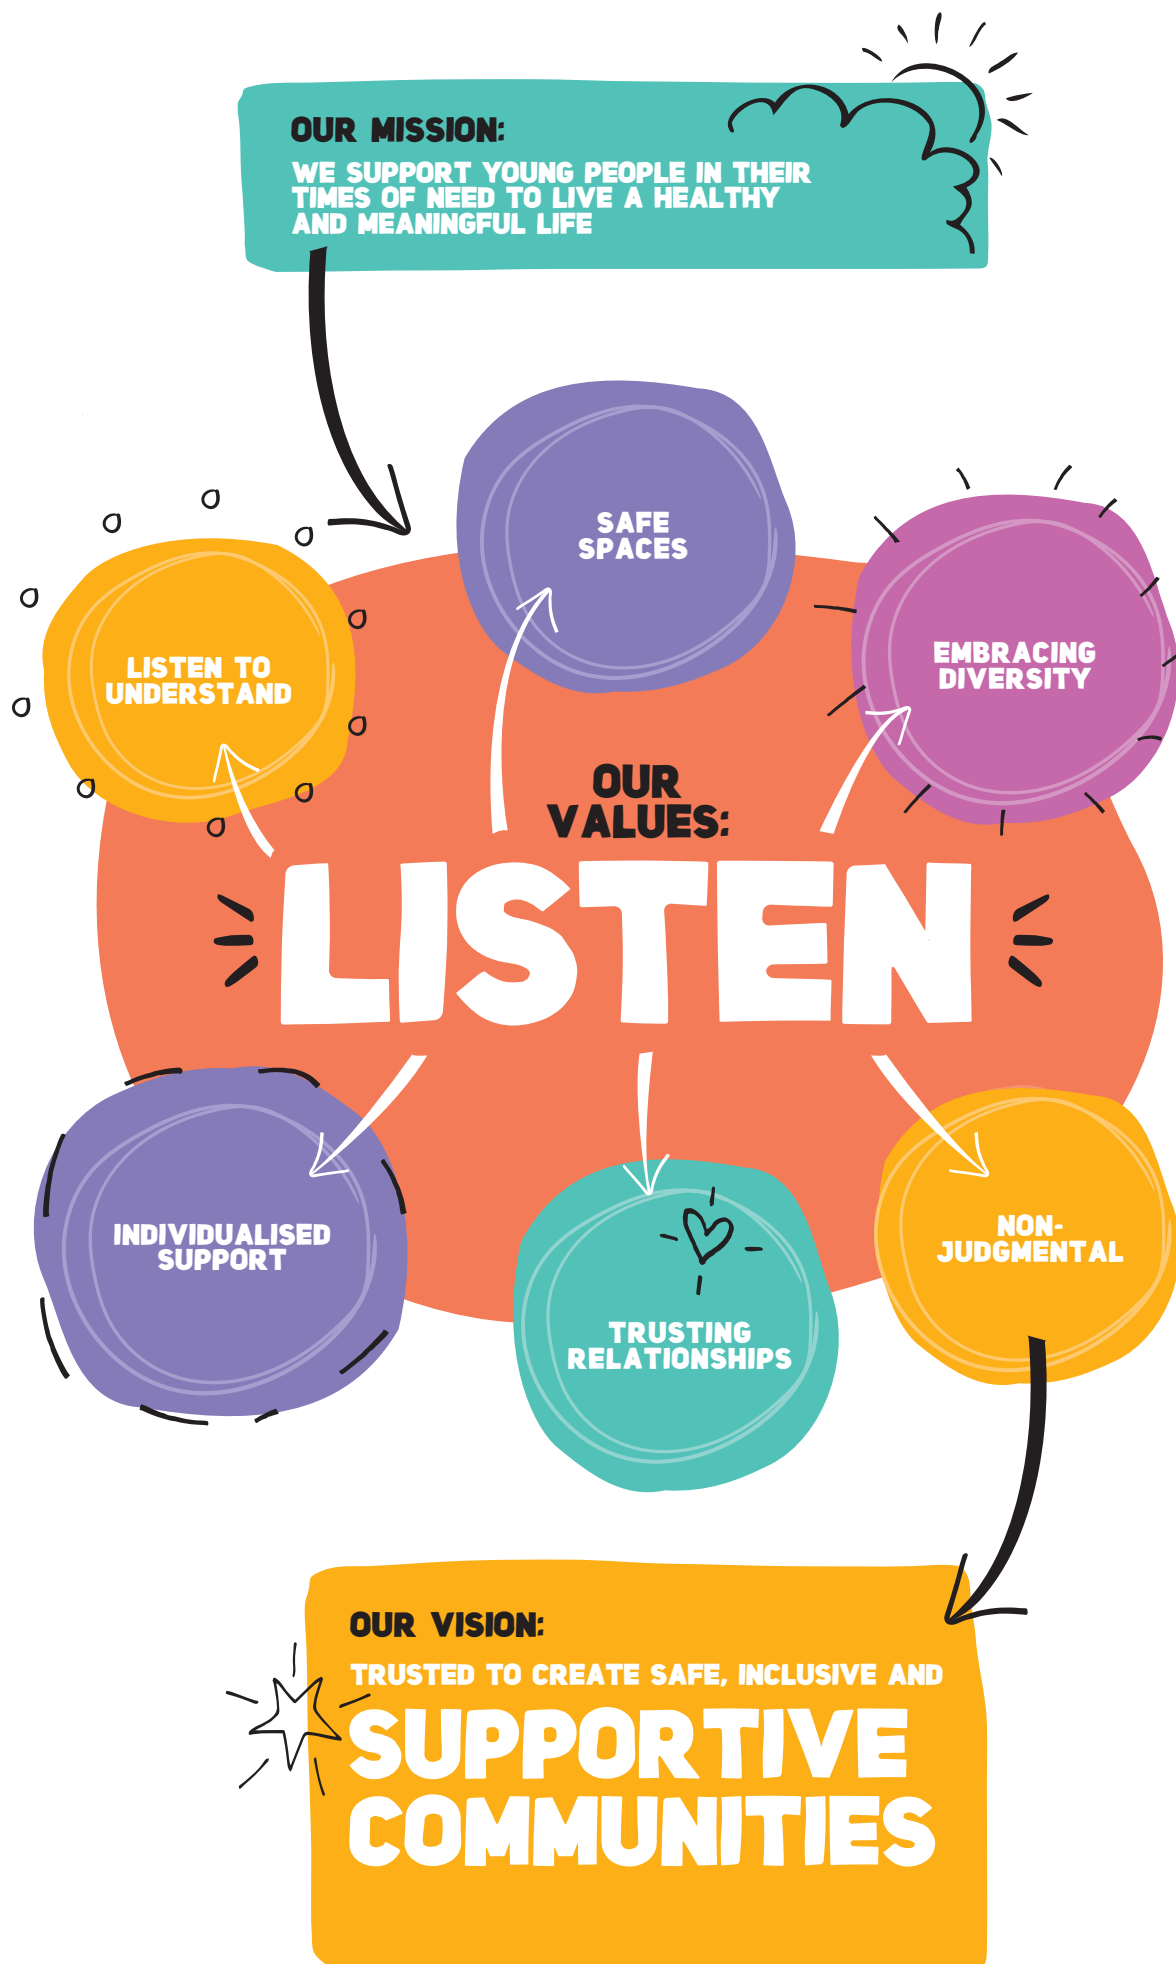 OUR MISSION:
WE SUPPORT YOUNG PEOPLE IN THEIR
TIMES OF NEED TO LIVE A HEALTHY
AND MEANINGFUL LIFE
SAFE
SPACES
LISTEN TO
UNDERSTAND
EMBRACING
DIVERSITY
OUR
VALUES:
LISTEN
INDIVIDUALISED
SUPPORT
TRUSTING
RELATIONSHIPS
NON-
JUDGMENTAL
OUR VISION:
TRUSTED TO CREATE SAFE, INCLUSIVE AND
SUPPORTIVE
COMMUNITIES